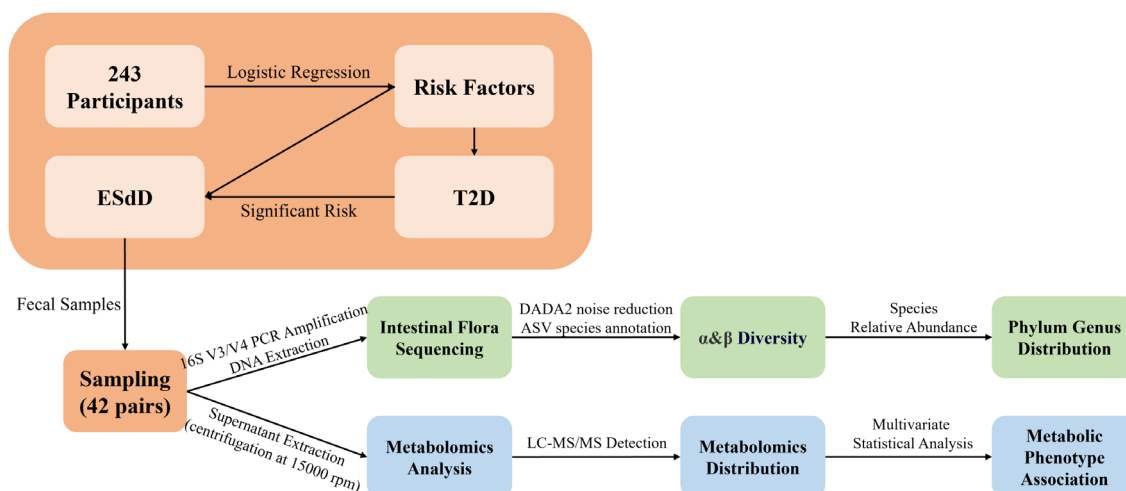 243
Participants
Logistic Regression
Risk Factors
ESdD
Significant Risk
T2D
Fecal Samples
Sampling
(42 pairs)
16S V3/V4 PCR Amplification
DNA Extraction
Intestinal Flora
Sequencing
DADA2 noise reduction
ASV species annotation
α&β Diversity
Species
Relative Abundance
Phylum Genus
Distribution
Supernatant Extraction
(centrifugation at 15000 rpm)
Metabolomics
Analysis
LC-MS/MS Detection
Metabolomics
Distribution
Multivariate
Statistical Analysis
Metabolic
Phenotype
Association